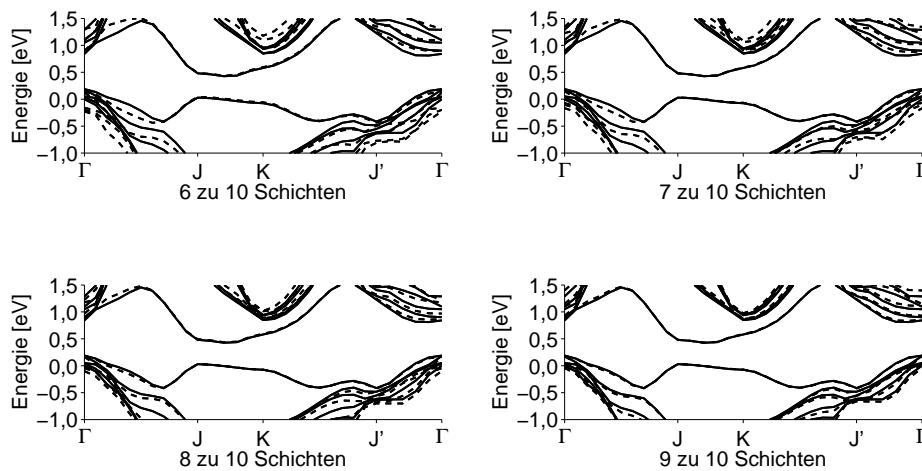 1,5
1,0
0,5
0,0
−0,5
−1,0
Energie [eV]
Γ J K J' Γ
6 zu 10 Schichten
1,5
1,0
0,5
0,0
−0,5
−1,0
Energie [eV]
Γ J K J' Γ
7 zu 10 Schichten
1,5
1,0
0,5
0,0
−0,5
−1,0
Energie [eV]
Γ J K J' Γ
8 zu 10 Schichten
1,5
1,0
0,5
0,0
−0,5
−1,0
Energie [eV]
Γ J K J' Γ
9 zu 10 Schichten